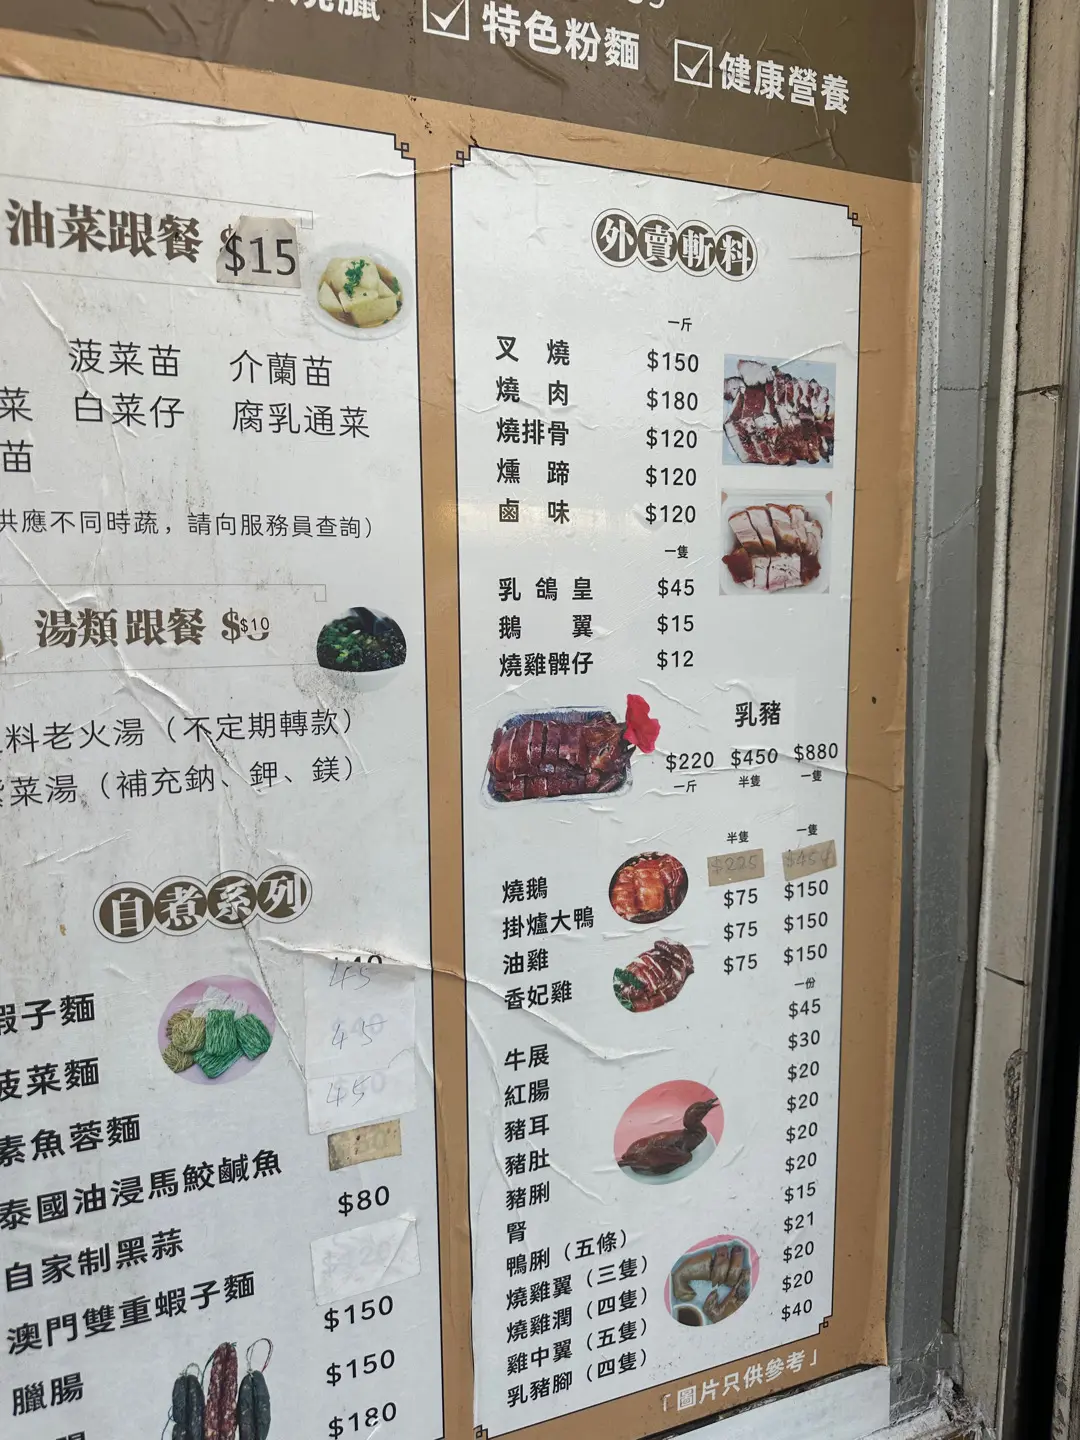 燒臘
特色粉麵
健康營養
油菜跟餐 $15
菠菜苗 介蘭苗
菜 白菜仔 腐乳通菜
苗
供應不同時蔬，請向服務員查詢）
湯類跟餐 $10
料老火湯（不定期轉款）
菜湯（補充鈉、鉀、鎂）
自煮系列
45
蝦子麵 45
菠菜麵 45
素魚蓉麵
泰國油浸馬鮫鹹魚 $80
自家制黑蒜
澳門雙重蝦子麵 $150
臘腸 $150
$180
外賣斬料
一斤
叉燒 $150
燒肉 $180
燒排骨 $120
燻蹄 $120
鹵味 $120
一隻
乳鴿皇 $45
鵝翼 $15
燒雞髀仔 $12
乳豬
$220 $450 $880
一斤 半隻 一隻
半隻 一隻
燒鵝 $225 $450
掛爐大鴨 $75 $150
油雞 $75 $150
香妃雞 $75 $150
一份
牛展 $45
紅腸 $30
豬耳 $20
豬肚 $20
豬脷 $20
腎 $20
鴨脷（五條） $15
燒雞翼（三隻） $21
燒雞潤（四隻） $20
雞中翼（五隻） $20
乳豬腳（四隻） $40
「圖片只供參考」